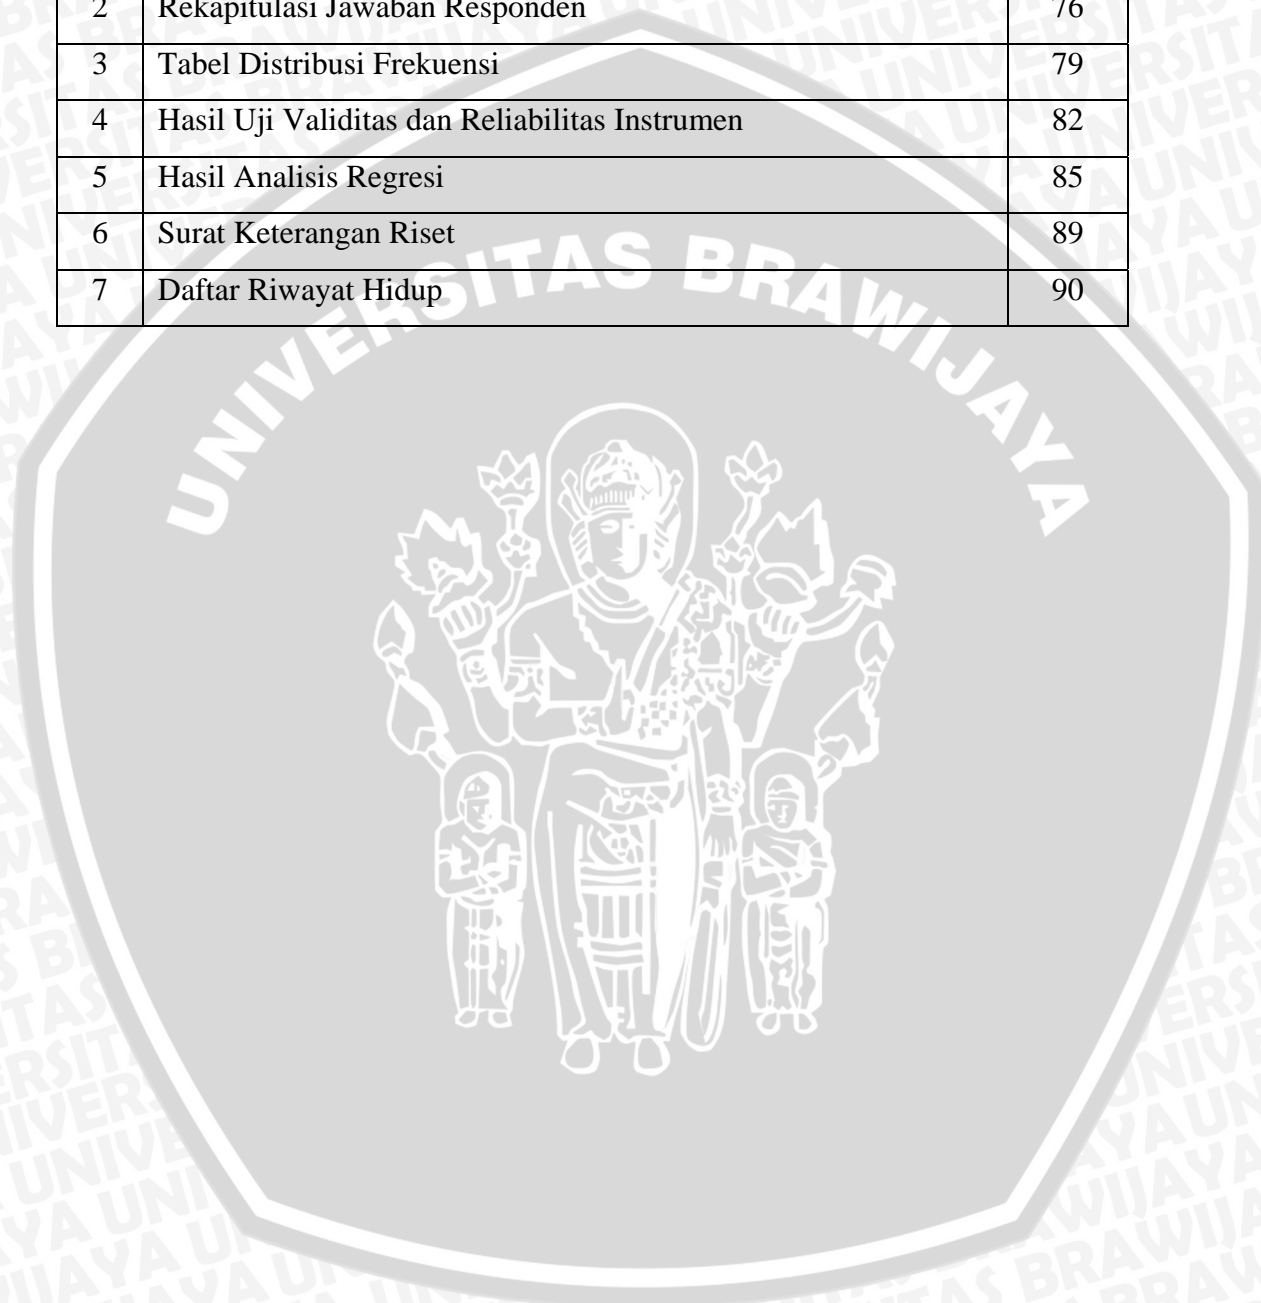 2 Rekapitulasi Jawaban Responden 76
3 Tabel Distribusi Frekuensi 79
4 Hasil Uji Validitas dan Reliabilitas Instrumen 82
5 Hasil Analisis Regresi 85
6 Surat Keterangan Riset 89
7 Daftar Riwayat Hidup 90
UNIVERSITAS BRAWIJAYA